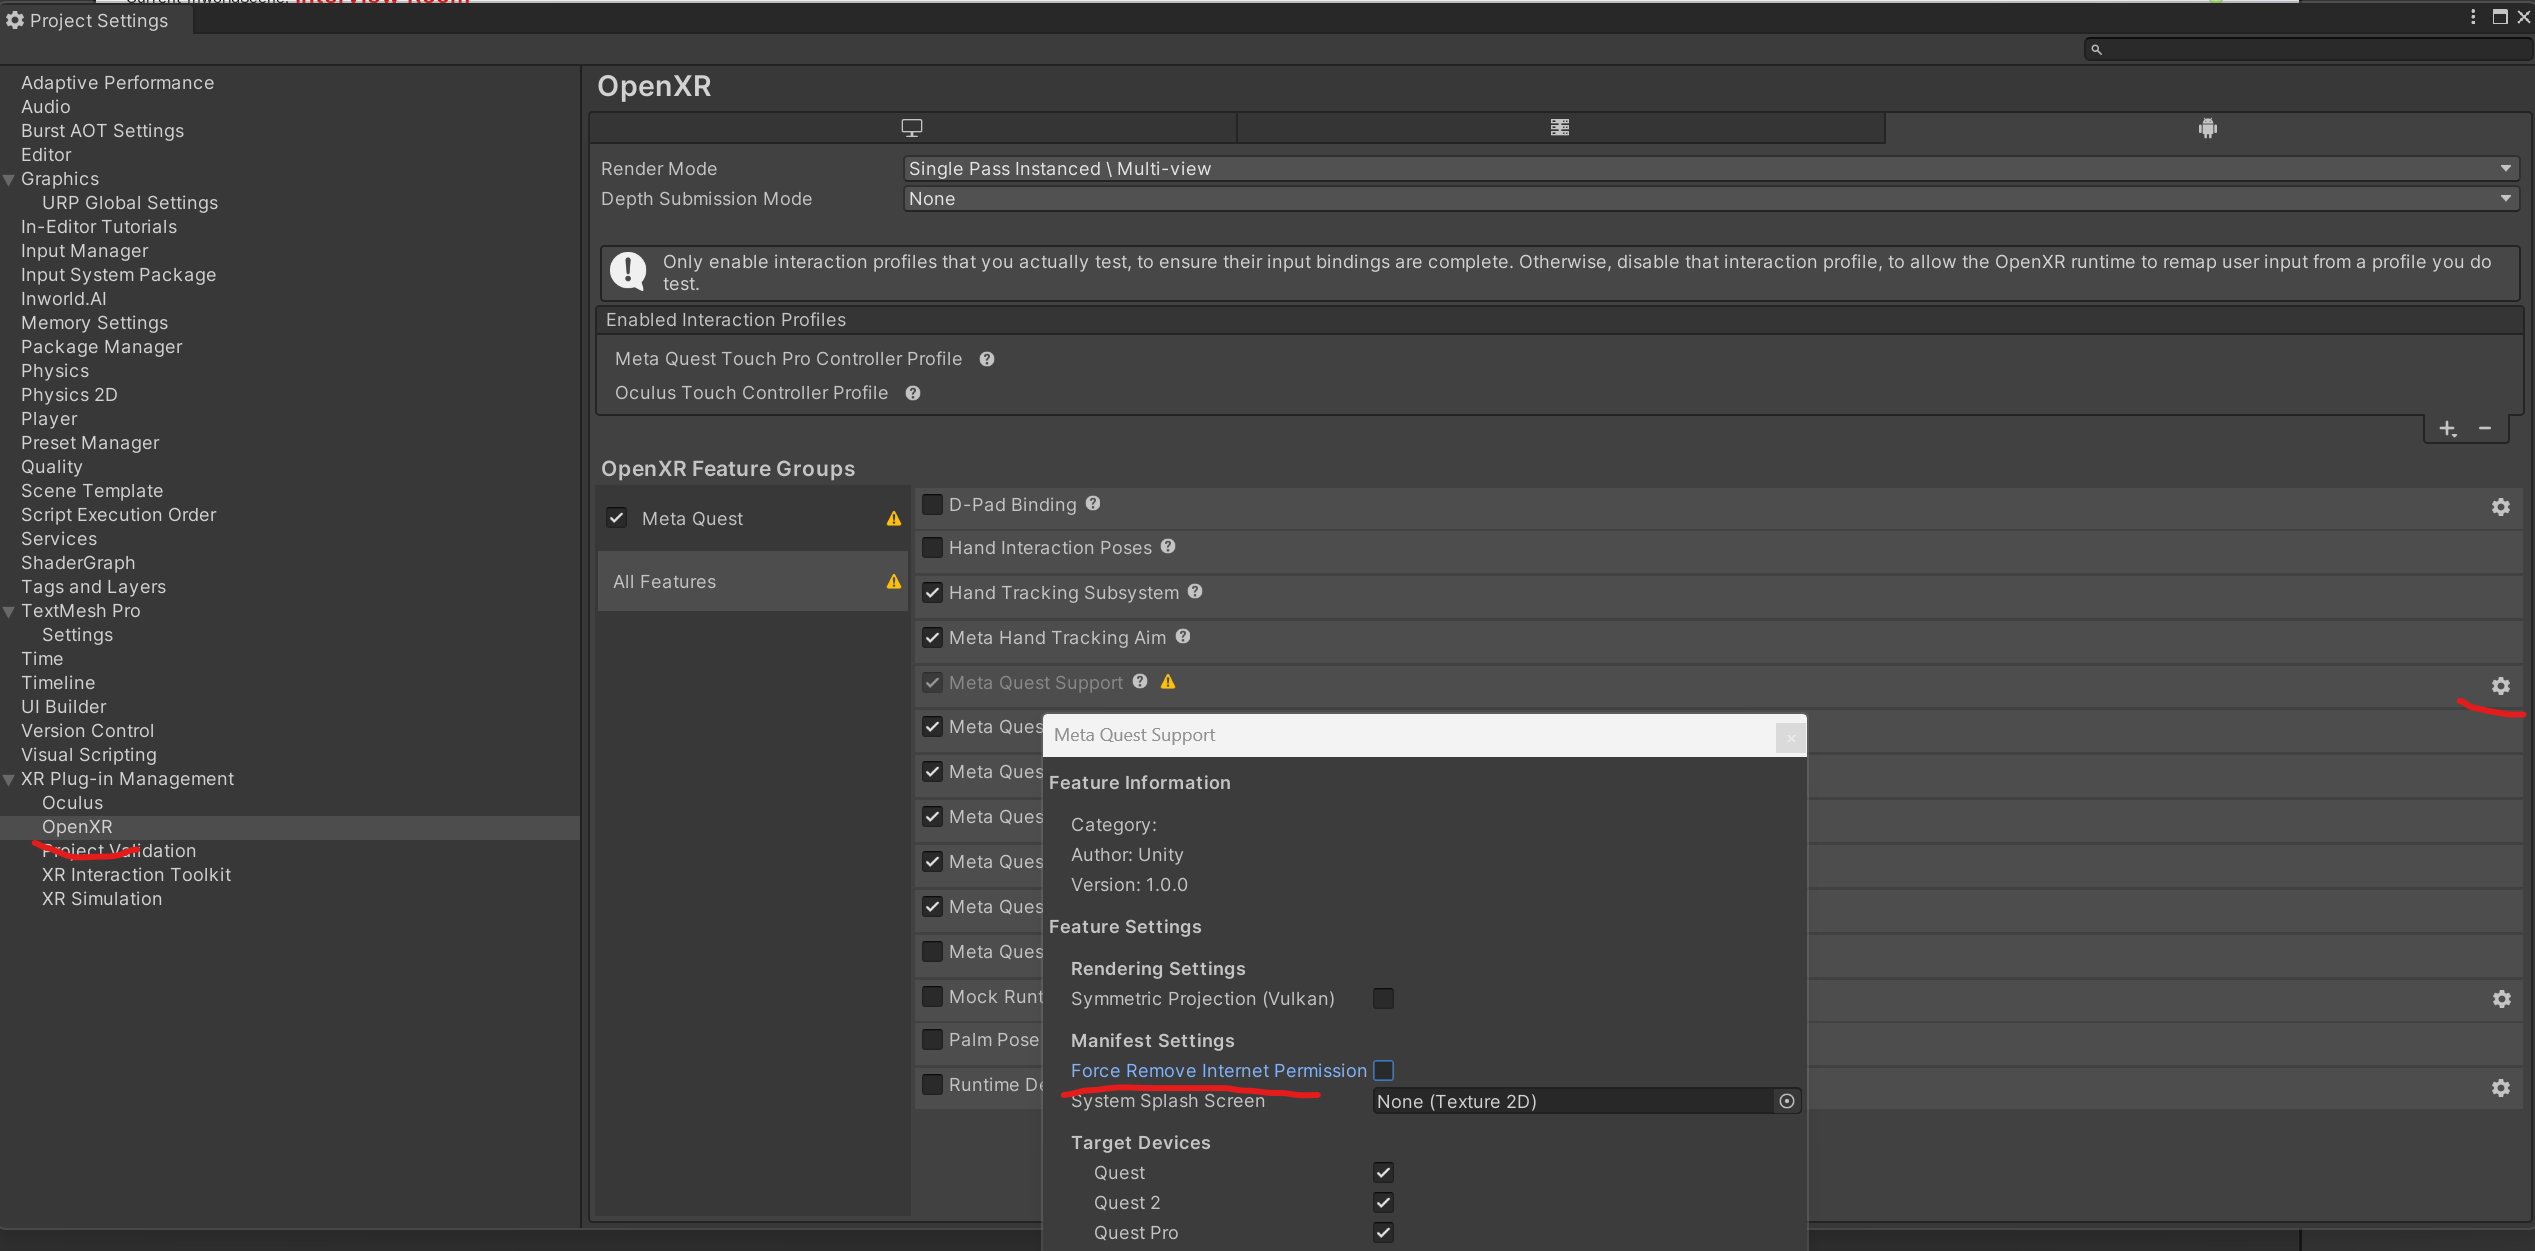 Interview Room
Project Settings
Adaptive Performance
Audio
Burst AOT Settings
Editor
Graphics
URP Global Settings
In-Editor Tutorials
Input Manager
Input System Package
Inworld.AI
Memory Settings
Package Manager
Physics
Physics 2D
Player
Preset Manager
Quality
Scene Template
Script Execution Order
Services
ShaderGraph
Tags and Layers
TextMesh Pro
Settings
Time
Timeline
UI Builder
Version Control
Visual Scripting
XR Plug-in Management
Oculus
OpenXR
Project Validation
XR Interaction Toolkit
XR Simulation
OpenXR
Render Mode
Single Pass Instanced \ Multi-view
Depth Submission Mode
None
Only enable interaction profiles that you actually test, to ensure their input bindings are complete. Otherwise, disable that interaction profile, to allow the OpenXR runtime to remap user input from a profile you do
test.
Enabled Interaction Profiles
Meta Quest Touch Pro Controller Profile
Oculus Touch Controller Profile
OpenXR Feature Groups
Meta Quest
All Features
D-Pad Binding
Hand Interaction Poses
Hand Tracking Subsystem
Meta Hand Tracking Aim
Meta Quest Support
Meta Ques
Meta Ques
Meta Ques
Meta Ques
Meta Ques
Meta Ques
Mock Runt
Palm Pose
Runtime De
Meta Quest Support
Feature Information
Category:
Author: Unity
Version: 1.0.0
Feature Settings
Rendering Settings
Symmetric Projection (Vulkan)
Manifest Settings
Force Remove Internet Permission
System Splash Screen
None (Texture 2D)
Target Devices
Quest
Quest 2
Quest Pro